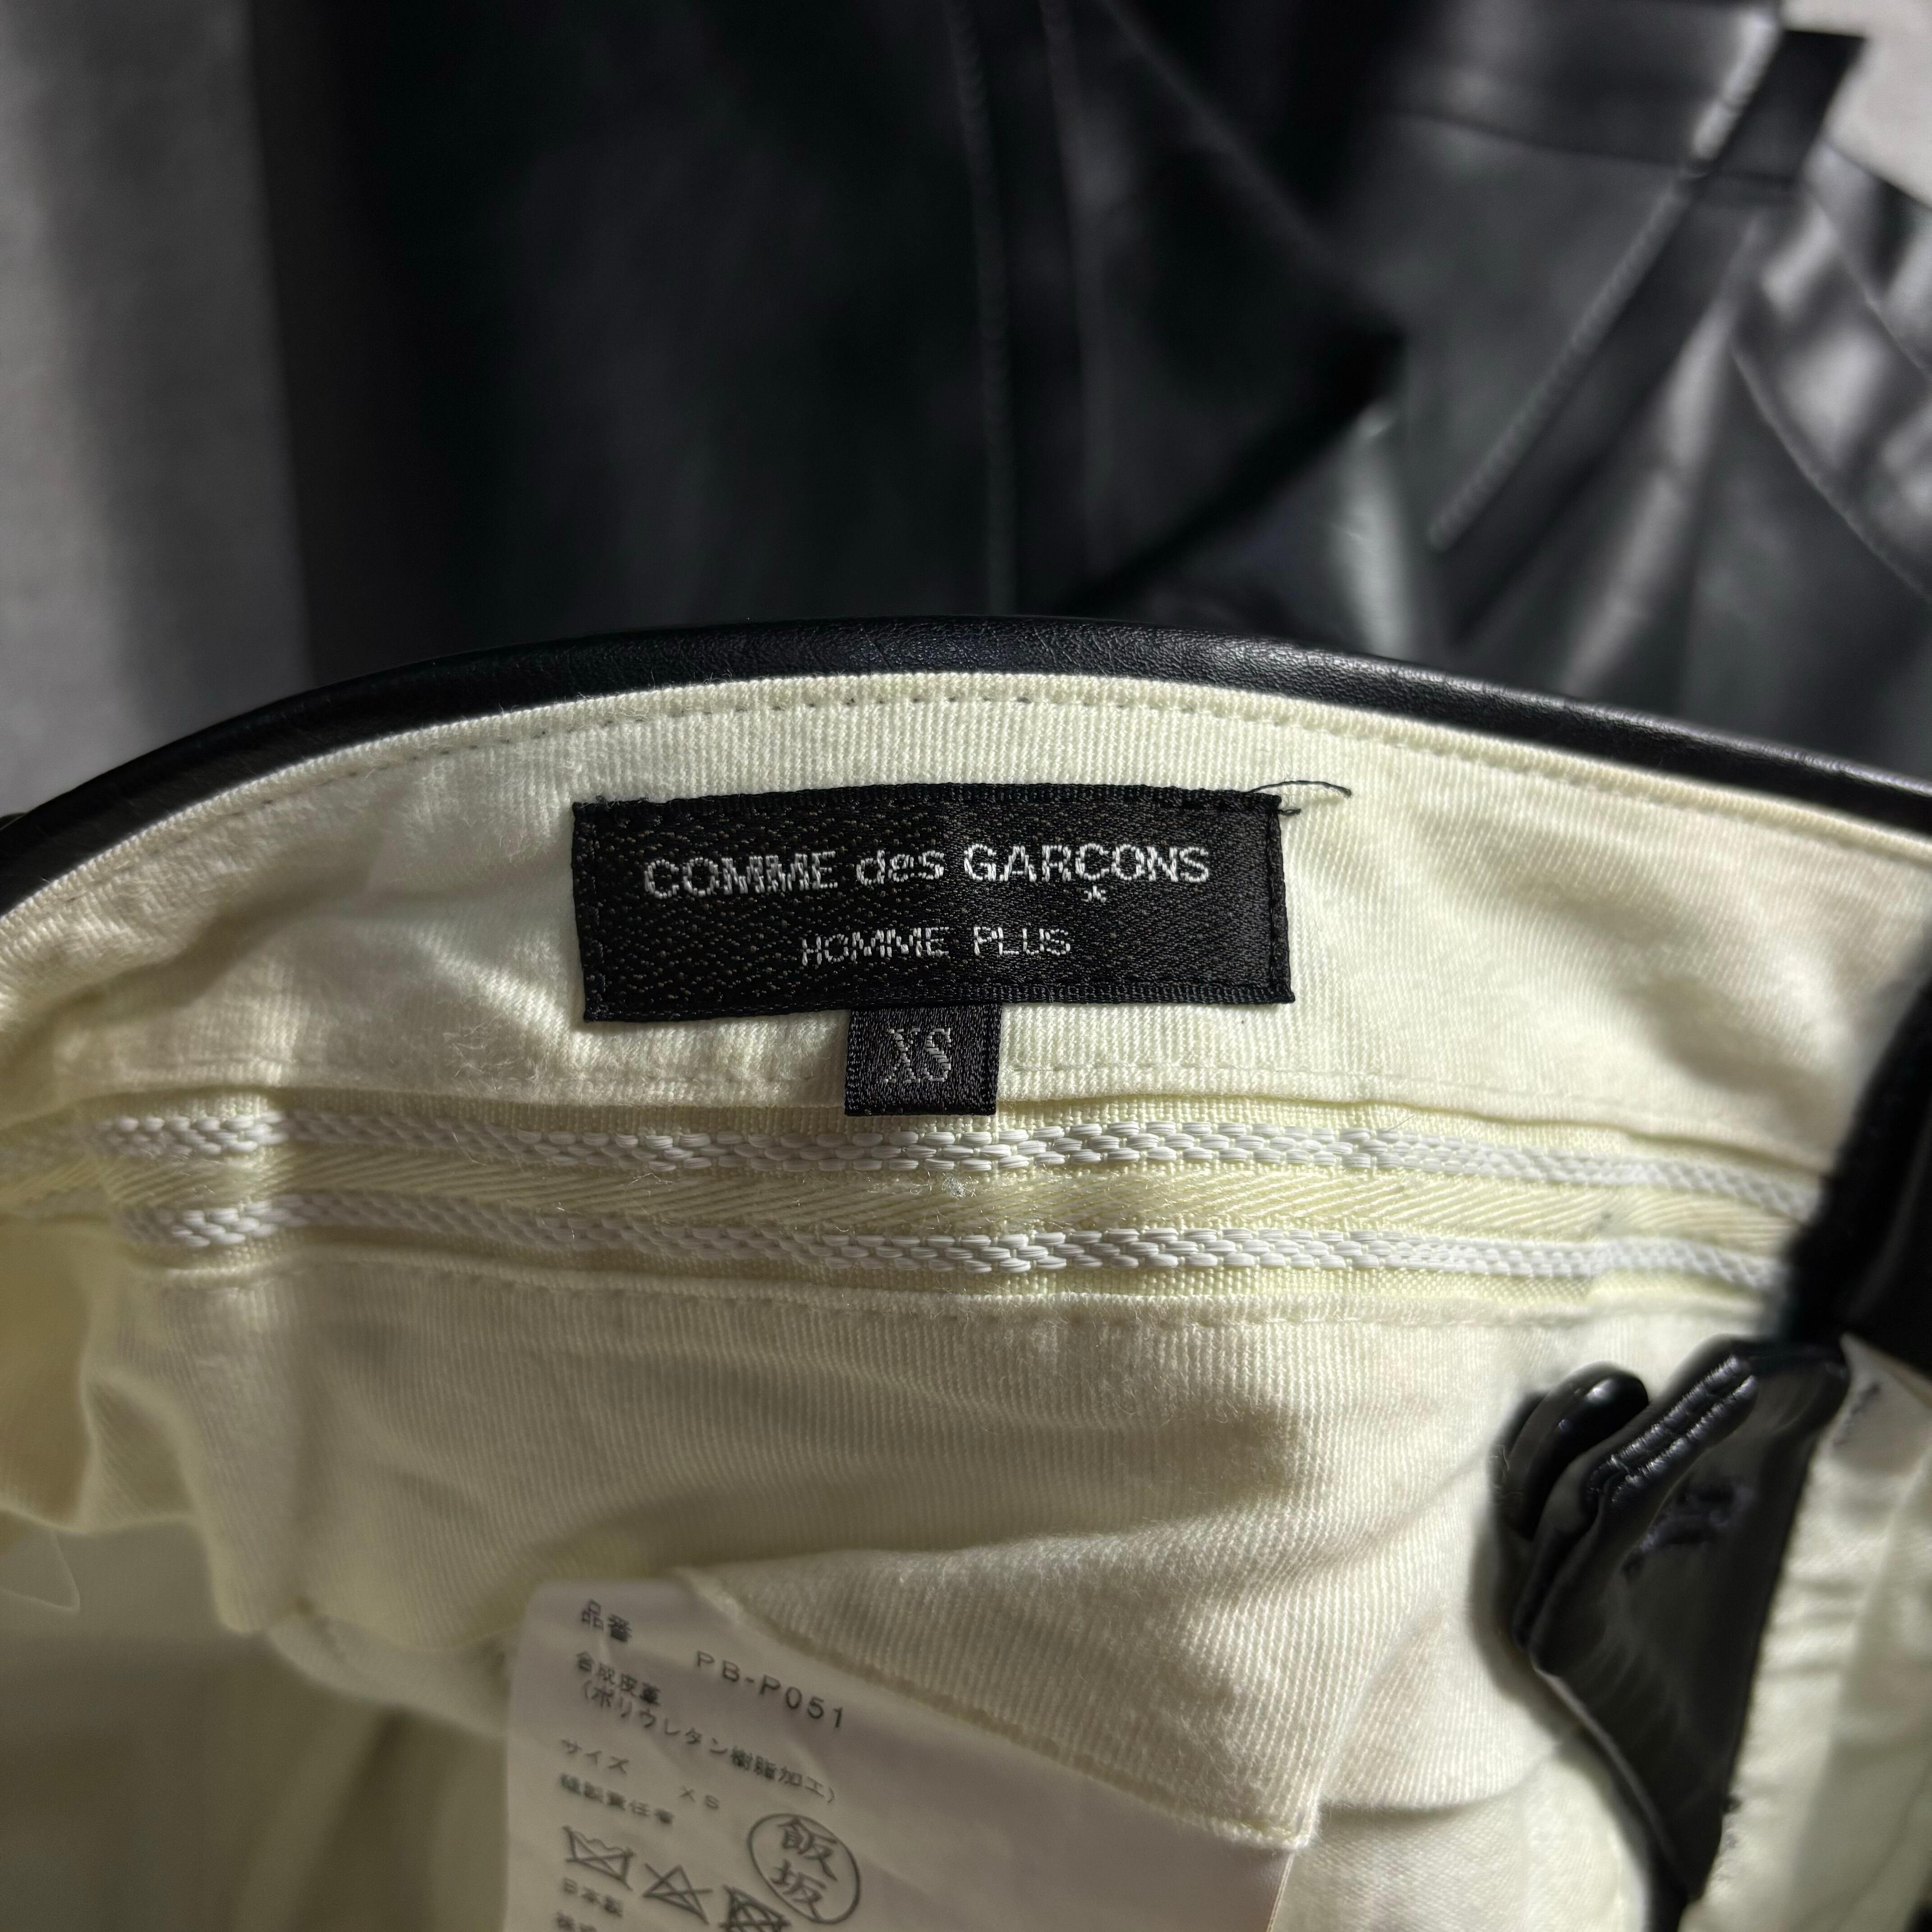 COMME des GARÇONS
HOMME PLUS
XS
品番 PB-P051
合成皮革
(ポリウレタン樹脂加工)
サイズ XS
縫製責任者
飯坂
日本製